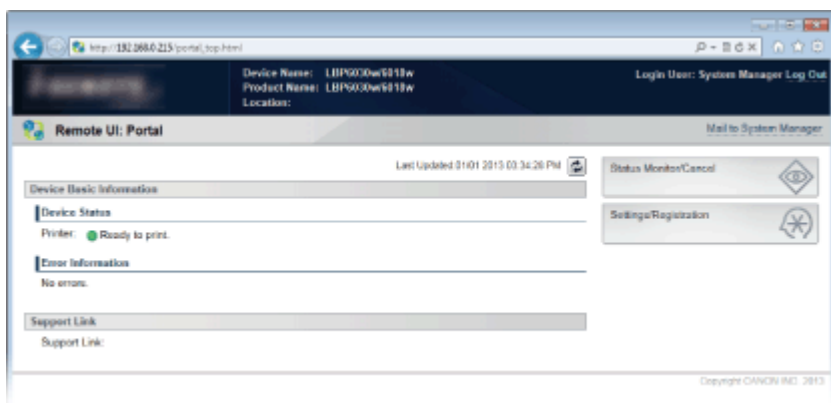 http://192.168.0.215/portal_top.html
Device Name: LBP6030w/6018w
Product Name: LBP6030w/6018w
Location:
Login User: System Manager Log Out
Remote UI: Portal
Mail to System Manager
Last Updated 01/01 2013 03:34:26 PM
Device Basic Information
Device Status
Printer: Ready to print.
Error Information
No errors.
Support Link
Support Link:
Status Monitor/Cancel
Settings/Registration
Copyright CANON INC. 2013